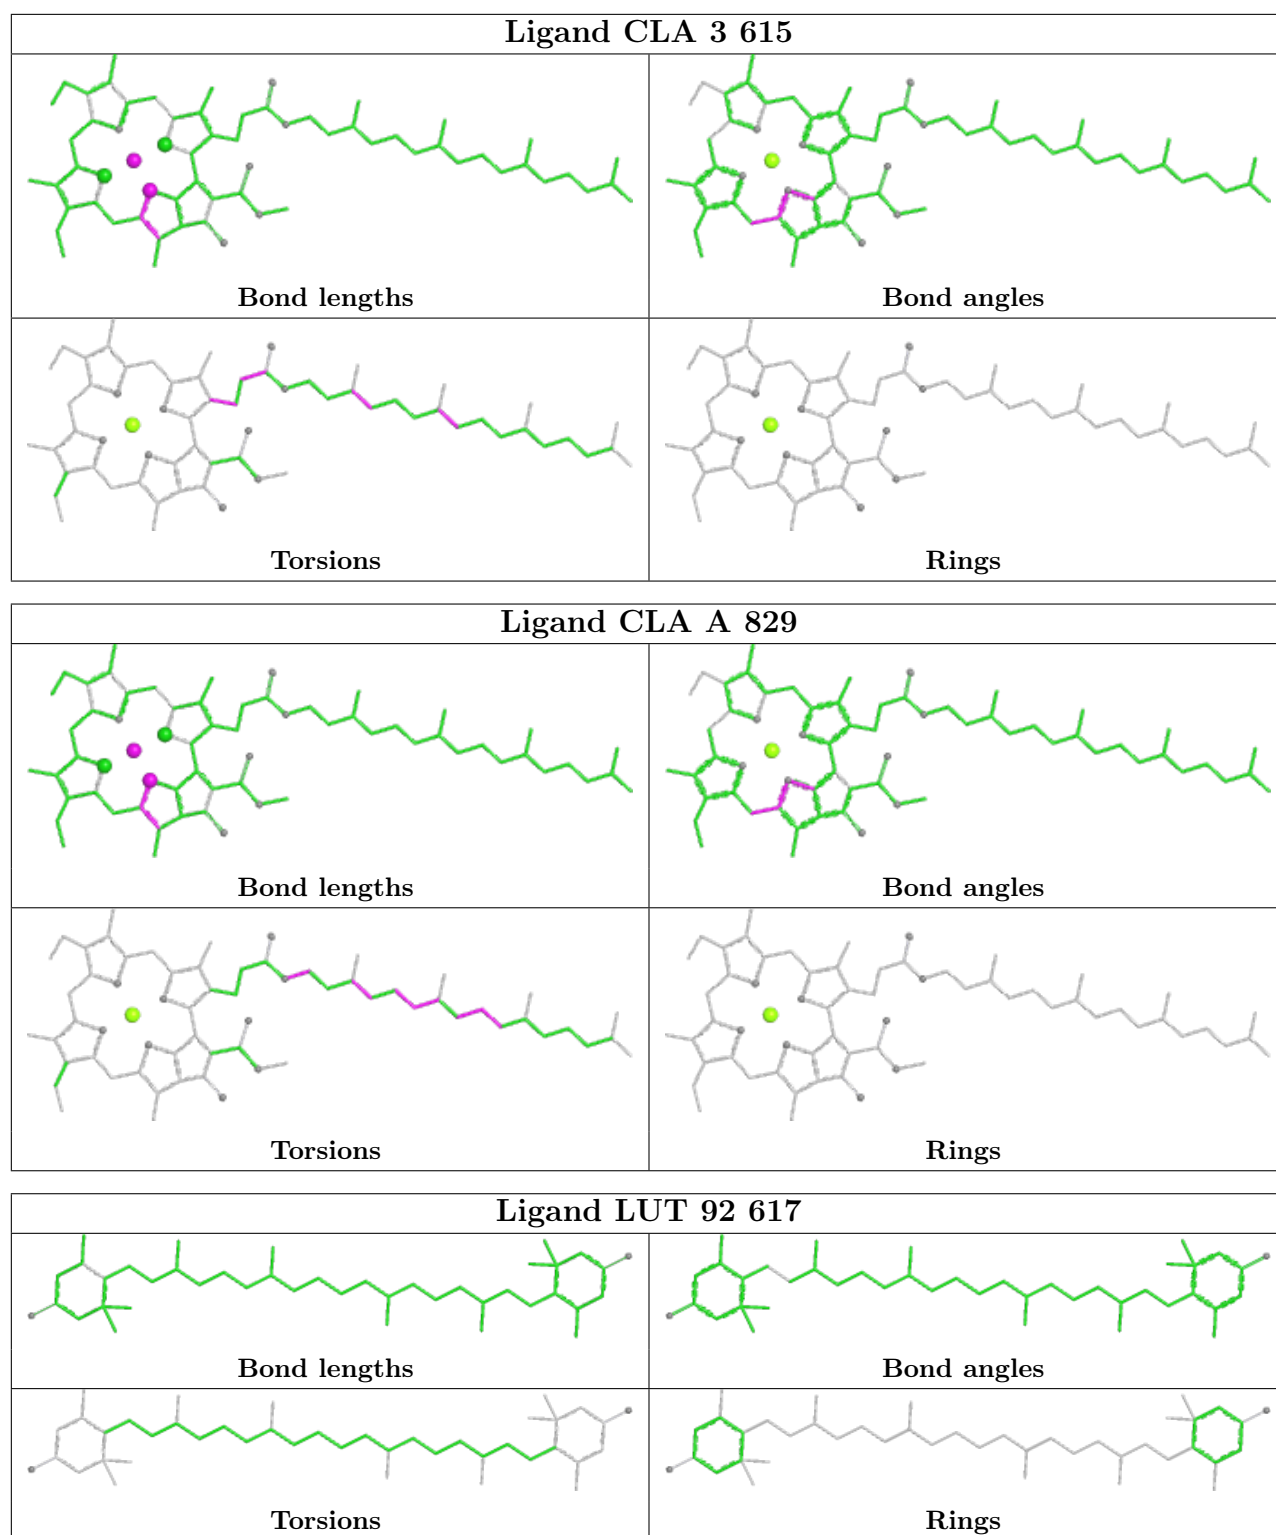 Ligand CLA 3 615
Bond lengths
Bond angles
Torsions
Rings
Ligand CLA A 829
Bond lengths
Bond angles
Torsions
Rings
Ligand LUT 92 617
Bond lengths
Bond angles
Torsions
Rings